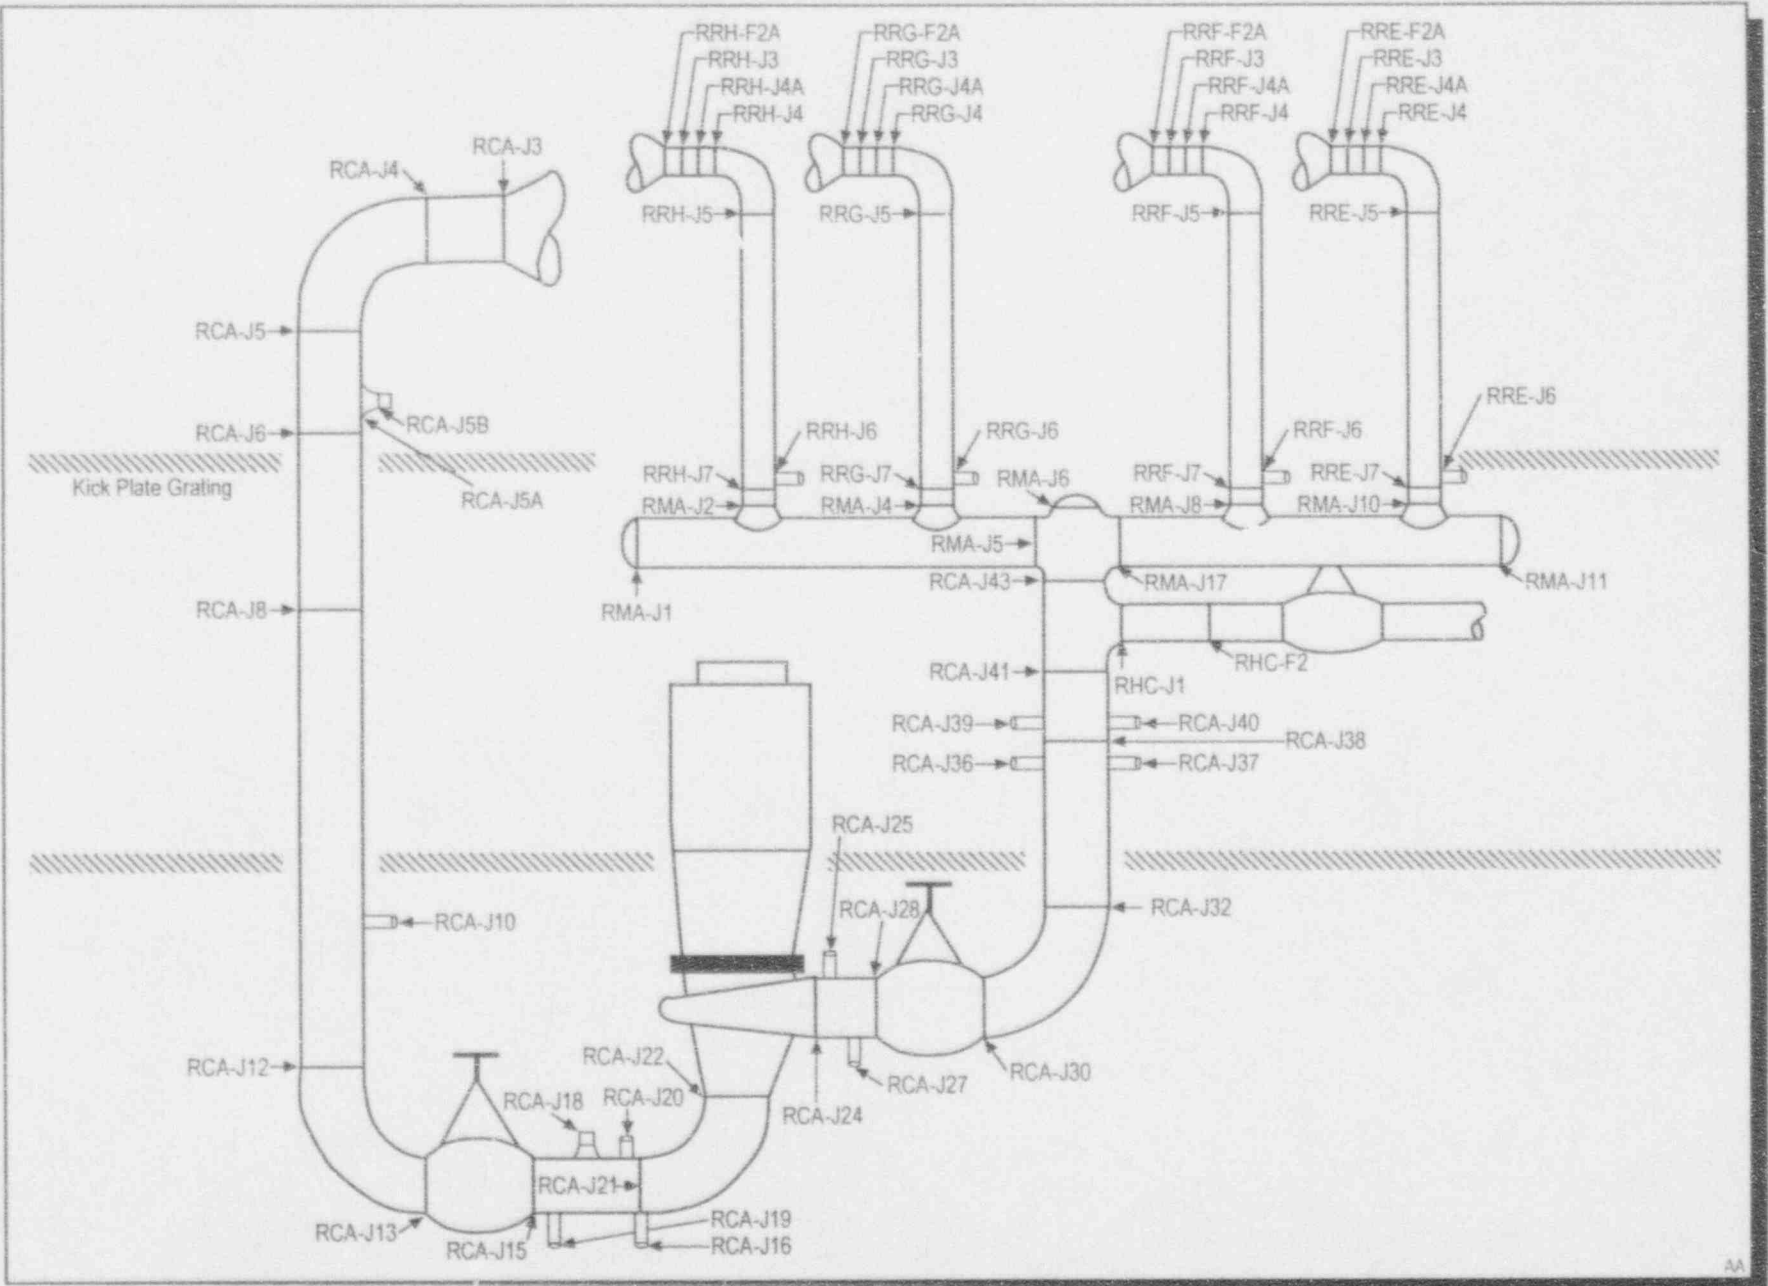 RRH-F2A
RRH-J3
RRH-J4A
RRH-J4
RRG-F2A
RRG-J3
RRG-J4A
RRG-J4
RRF-F2A
RRF-J3
RRF-J4A
RRF-J4
RRE-F2A
RRE-J3
RRE-J4A
RRE-J4
RCA-J3
RCA-J4
RRH-J5
RRG-J5
RRF-J5
RRE-J5
RCA-J5
RCA-J5B
RCA-J6
RCA-J5A
Kick Plate Grating
RRH-J6
RRG-J6
RRF-J6
RRE-J6
RRH-J7
RRG-J7
RMA-J6
RRF-J7
RRE-J7
RMA-J2
RMA-J4
RMA-J8
RMA-J10
RMA-J5
RCA-J43
RMA-J17
RMA-J11
RMA-J1
RCA-J8
RHC-F2
RCA-J41
RHC-J1
RCA-J39
RCA-J40
RCA-J38
RCA-J36
RCA-J37
RCA-J25
RCA-J28
RCA-J32
RCA-J10
RCA-J12
RCA-J22
RCA-J30
RCA-J27
RCA-J18
RCA-J20
RCA-J24
RCA-J21
RCA-J13
RCA-J15
RCA-J19
RCA-J16
AA